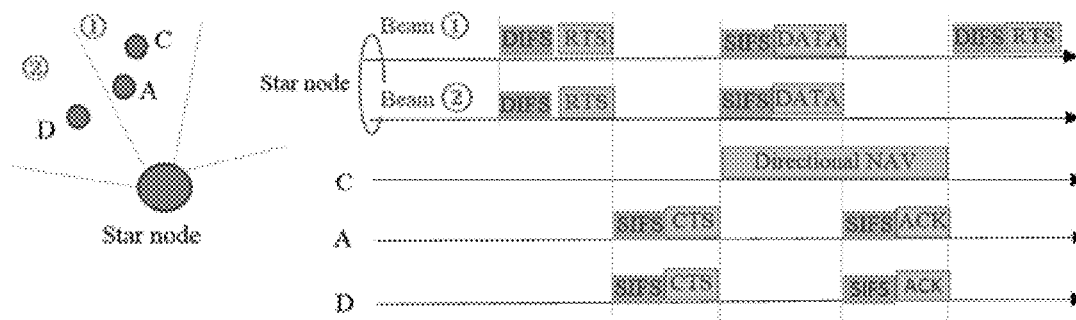 ①
C
②
A
D
Star node
Star node
Beam ①
DIFS RTS
SIFS DATA
DIFS RTS
Beam ②
DIFS RTS
SIFS DATA
C
Directional NAV
A
SIFS CTS
SIFS ACK
D
SIFS CTS
SIFS ACK